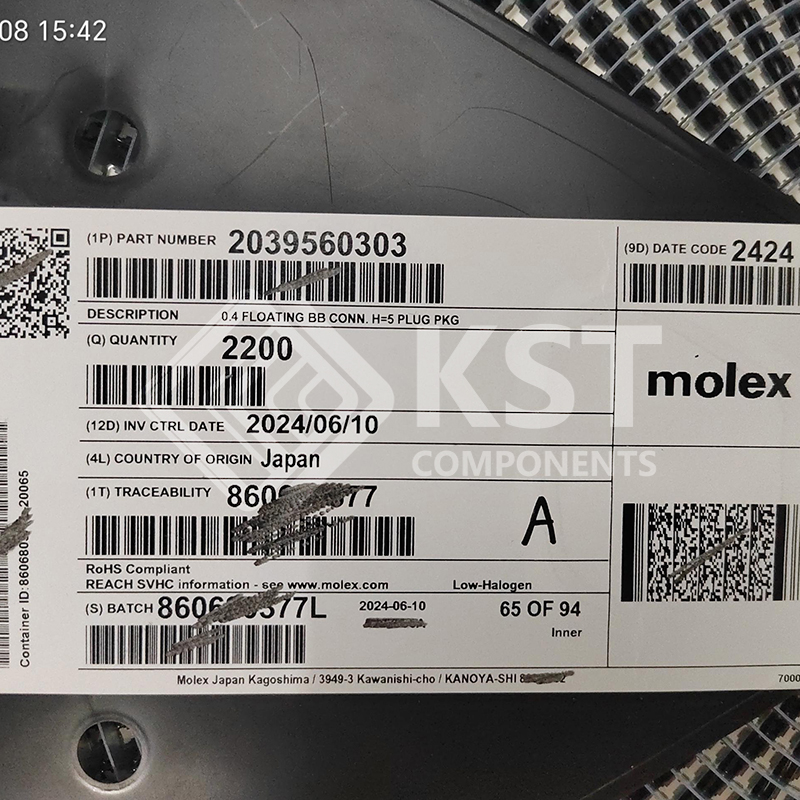 08 15:42
(1P) PART NUMBER 2039560303
(9D) DATE CODE 2424
DESCRIPTION 0.4 FLOATING BB CONN. H=5 PLUG PKG
(Q) QUANTITY 2200
molex
KST
COMPONENTS
(12D) INV CTRL DATE 2024/06/10
(4L) COUNTRY OF ORIGIN Japan
(1T) TRACEABILITY
A
RoHS Compliant
REACH SVHC information - see www.molex.com Low-Halogen
(S) BATCH 2024-06-10 65 OF 94
Inner
Container ID:
Molex Japan Kagoshima / 3949-3 Kawanishi-cho / KANOYA-SHI
7000